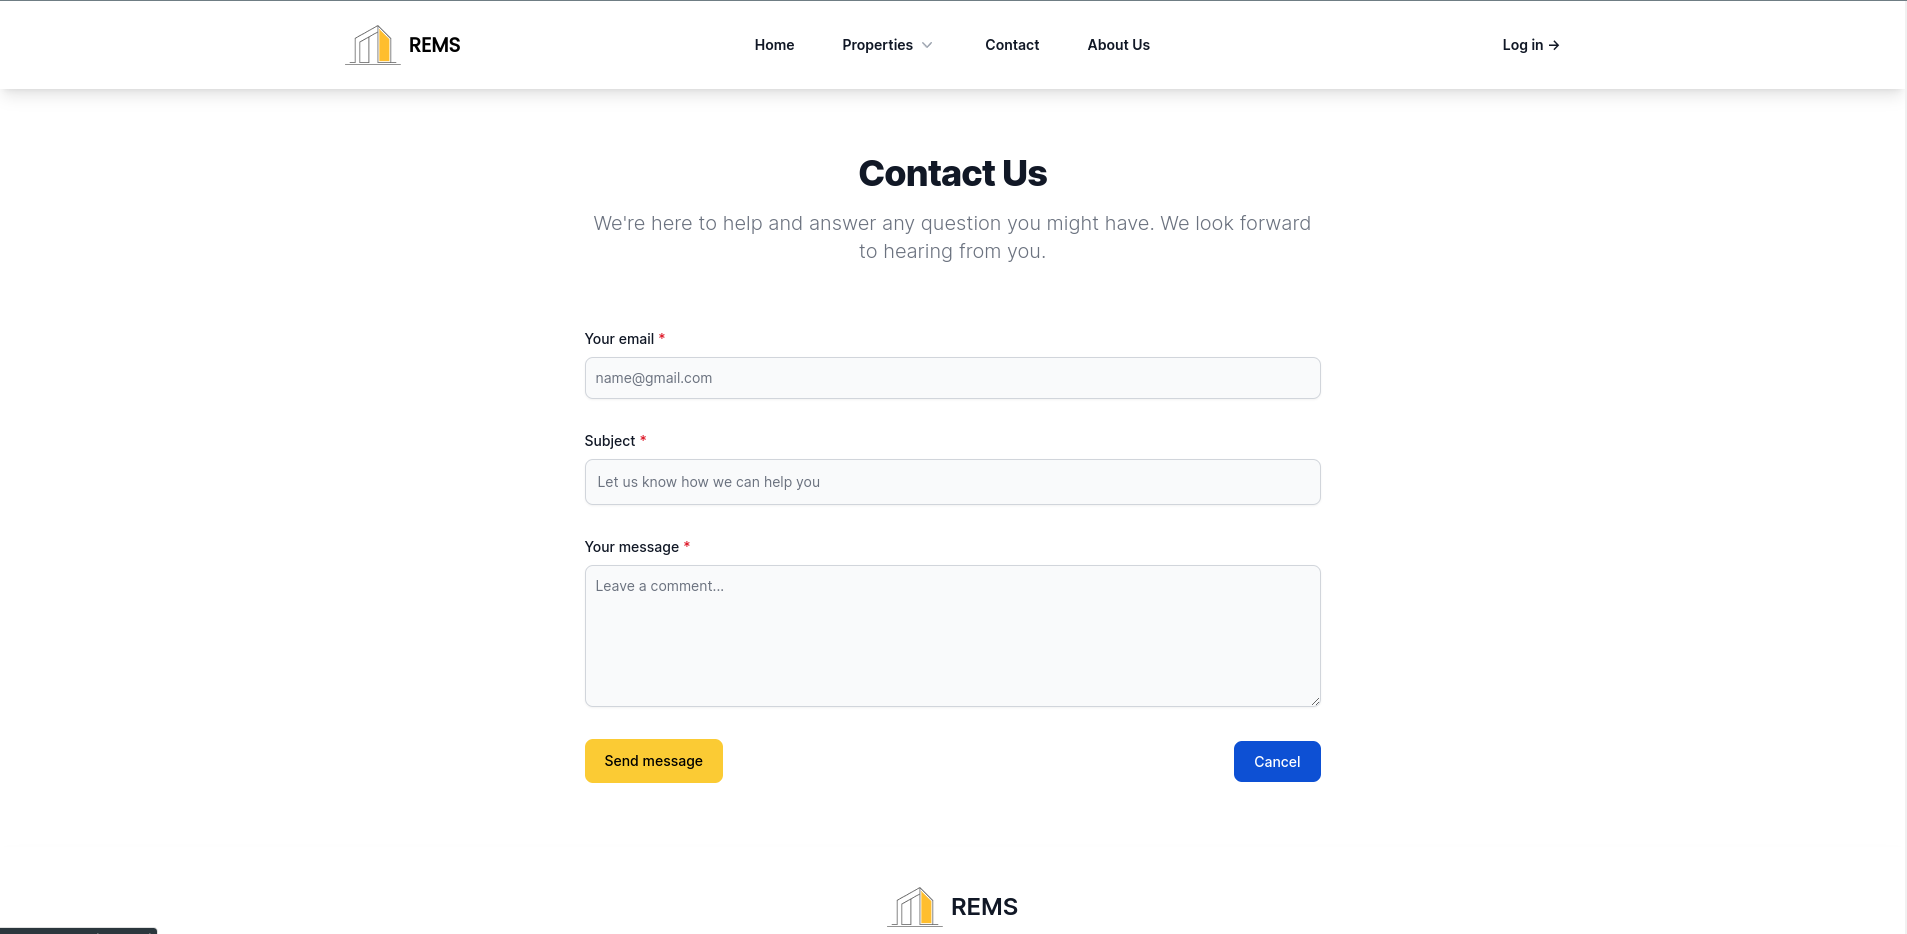 REMS
Home
Properties
Contact
About Us
Log in →
Contact Us
We're here to help and answer any question you might have. We look forward
to hearing from you.
Your email *
name@gmail.com
Subject *
Let us know how we can help you
Your message *
Leave a comment...
Send message
Cancel
REMS